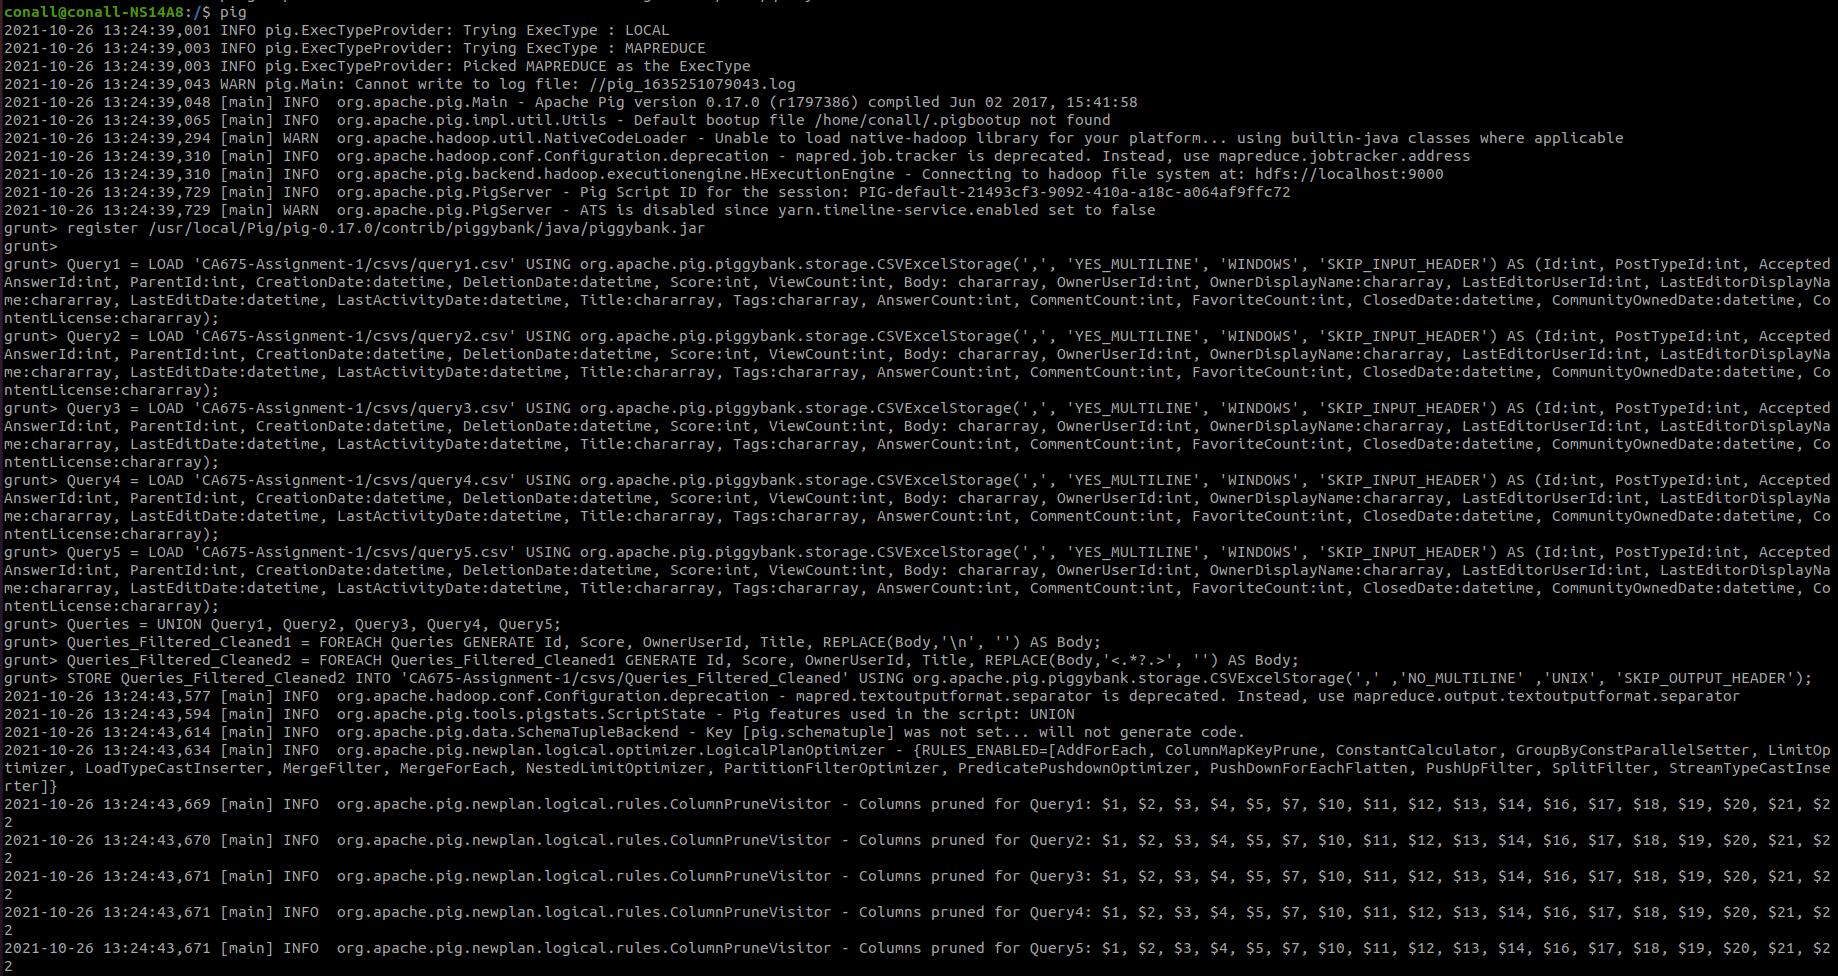 conall@conall-NS14A8:/$ pig
2021-10-26 13:24:39,001 INFO pig.ExecTypeProvider: Trying ExecType : LOCAL
2021-10-26 13:24:39,003 INFO pig.ExecTypeProvider: Trying ExecType : MAPREDUCE
2021-10-26 13:24:39,003 INFO pig.ExecTypeProvider: Picked MAPREDUCE as the ExecType
2021-10-26 13:24:39,043 WARN pig.Main: Cannot write to log file: //pig_1635251079043.log
2021-10-26 13:24:39,048 [main] INFO  org.apache.pig.Main - Apache Pig version 0.17.0 (r1797386) compiled Jun 02 2017, 15:41:58
2021-10-26 13:24:39,065 [main] INFO  org.apache.pig.impl.util.Utils - Default bootup file /home/conall/.pigbootup not found
2021-10-26 13:24:39,294 [main] WARN  org.apache.hadoop.util.NativeCodeLoader - Unable to load native-hadoop library for your platform... using builtin-java classes where applicable
2021-10-26 13:24:39,310 [main] INFO  org.apache.hadoop.conf.Configuration.deprecation - mapred.job.tracker is deprecated. Instead, use mapreduce.jobtracker.address
2021-10-26 13:24:39,310 [main] INFO  org.apache.pig.backend.hadoop.executionengine.HExecutionEngine - Connecting to hadoop file system at: hdfs://localhost:9000
2021-10-26 13:24:39,729 [main] INFO  org.apache.pig.PigServer - Pig Script ID for the session: PIG-default-21493cf3-9092-410a-a18c-a064af9ffc72
2021-10-26 13:24:39,729 [main] WARN  org.apache.pig.PigServer - ATS is disabled since yarn.timeline-service.enabled set to false
grunt> register /usr/local/Pig/pig-0.17.0/contrib/piggybank/java/piggybank.jar
grunt>
grunt> Query1 = LOAD 'CA675-Assignment-1/csvs/query1.csv' USING org.apache.pig.piggybank.storage.CSVExcelStorage(',', 'YES_MULTILINE', 'WINDOWS', 'SKIP_INPUT_HEADER') AS (Id:int, PostTypeId:int, Accepted
AnswerId:int, ParentId:int, CreationDate:datetime, DeletionDate:datetime, Score:int, ViewCount:int, Body: chararray, OwnerUserId:int, OwnerDisplayName:chararray, LastEditorUserId:int, LastEditorDisplayNa
me:chararray, LastEditDate:datetime, LastActivityDate:datetime, Title:chararray, Tags:chararray, AnswerCount:int, CommentCount:int, FavoriteCount:int, ClosedDate:datetime, CommunityOwnedDate:datetime, Co
ntentLicense:chararray);
grunt> Query2 = LOAD 'CA675-Assignment-1/csvs/query2.csv' USING org.apache.pig.piggybank.storage.CSVExcelStorage(',', 'YES_MULTILINE', 'WINDOWS', 'SKIP_INPUT_HEADER') AS (Id:int, PostTypeId:int, Accepted
AnswerId:int, ParentId:int, CreationDate:datetime, DeletionDate:datetime, Score:int, ViewCount:int, Body: chararray, OwnerUserId:int, OwnerDisplayName:chararray, LastEditorUserId:int, LastEditorDisplayNa
me:chararray, LastEditDate:datetime, LastActivityDate:datetime, Title:chararray, Tags:chararray, AnswerCount:int, CommentCount:int, FavoriteCount:int, ClosedDate:datetime, CommunityOwnedDate:datetime, Co
ntentLicense:chararray);
grunt> Query3 = LOAD 'CA675-Assignment-1/csvs/query3.csv' USING org.apache.pig.piggybank.storage.CSVExcelStorage(',', 'YES_MULTILINE', 'WINDOWS', 'SKIP_INPUT_HEADER') AS (Id:int, PostTypeId:int, Accepted
AnswerId:int, ParentId:int, CreationDate:datetime, DeletionDate:datetime, Score:int, ViewCount:int, Body: chararray, OwnerUserId:int, OwnerDisplayName:chararray, LastEditorUserId:int, LastEditorDisplayNa
me:chararray, LastEditDate:datetime, LastActivityDate:datetime, Title:chararray, Tags:chararray, AnswerCount:int, CommentCount:int, FavoriteCount:int, ClosedDate:datetime, CommunityOwnedDate:datetime, Co
ntentLicense:chararray);
grunt> Query4 = LOAD 'CA675-Assignment-1/csvs/query4.csv' USING org.apache.pig.piggybank.storage.CSVExcelStorage(',', 'YES_MULTILINE', 'WINDOWS', 'SKIP_INPUT_HEADER') AS (Id:int, PostTypeId:int, Accepted
AnswerId:int, ParentId:int, CreationDate:datetime, DeletionDate:datetime, Score:int, ViewCount:int, Body: chararray, OwnerUserId:int, OwnerDisplayName:chararray, LastEditorUserId:int, LastEditorDisplayNa
me:chararray, LastEditDate:datetime, LastActivityDate:datetime, Title:chararray, Tags:chararray, AnswerCount:int, CommentCount:int, FavoriteCount:int, ClosedDate:datetime, CommunityOwnedDate:datetime, Co
ntentLicense:chararray);
grunt> Query5 = LOAD 'CA675-Assignment-1/csvs/query5.csv' USING org.apache.pig.piggybank.storage.CSVExcelStorage(',', 'YES_MULTILINE', 'WINDOWS', 'SKIP_INPUT_HEADER') AS (Id:int, PostTypeId:int, Accepted
AnswerId:int, ParentId:int, CreationDate:datetime, DeletionDate:datetime, Score:int, ViewCount:int, Body: chararray, OwnerUserId:int, OwnerDisplayName:chararray, LastEditorUserId:int, LastEditorDisplayNa
me:chararray, LastEditDate:datetime, LastActivityDate:datetime, Title:chararray, Tags:chararray, AnswerCount:int, CommentCount:int, FavoriteCount:int, ClosedDate:datetime, CommunityOwnedDate:datetime, Co
ntentLicense:chararray);
grunt> Queries = UNION Query1, Query2, Query3, Query4, Query5;
grunt> Queries_Filtered_Cleaned1 = FOREACH Queries GENERATE Id, Score, OwnerUserId, Title, REPLACE(Body,'\n', '') AS Body;
grunt> Queries_Filtered_Cleaned2 = FOREACH Queries_Filtered_Cleaned1 GENERATE Id, Score, OwnerUserId, Title, REPLACE(Body,'<.*?.>', '') AS Body;
grunt> STORE Queries_Filtered_Cleaned2 INTO 'CA675-Assignment-1/csvs/Queries_Filtered_Cleaned' USING org.apache.pig.piggybank.storage.CSVExcelStorage(',' ,'NO_MULTILINE' ,'UNIX', 'SKIP_OUTPUT_HEADER');
2021-10-26 13:24:43,577 [main] INFO  org.apache.hadoop.conf.Configuration.deprecation - mapred.textoutputformat.separator is deprecated. Instead, use mapreduce.output.textoutputformat.separator
2021-10-26 13:24:43,594 [main] INFO  org.apache.pig.tools.pigstats.ScriptState - Pig features used in the script: UNION
2021-10-26 13:24:43,614 [main] INFO  org.apache.pig.data.SchemaTupleBackend - Key [pig.schematuple] was not set... will not generate code.
2021-10-26 13:24:43,634 [main] INFO  org.apache.pig.newplan.logical.optimizer.LogicalPlanOptimizer - {RULES_ENABLED=[AddForEach, ColumnMapKeyPrune, ConstantCalculator, GroupByConstParallelSetter, LimitOp
timizer, LoadTypeCastInserter, MergeFilter, MergeForEach, NestedLimitOptimizer, PartitionFilterOptimizer, PredicatePushdownOptimizer, PushDownForEachFlatten, PushUpFilter, SplitFilter, StreamTypeCastInse
rter]}
2021-10-26 13:24:43,669 [main] INFO  org.apache.pig.newplan.logical.rules.ColumnPruneVisitor - Columns pruned for Query1: $1, $2, $3, $4, $5, $7, $10, $11, $12, $13, $14, $16, $17, $18, $19, $20, $21, $2
2
2021-10-26 13:24:43,670 [main] INFO  org.apache.pig.newplan.logical.rules.ColumnPruneVisitor - Columns pruned for Query2: $1, $2, $3, $4, $5, $7, $10, $11, $12, $13, $14, $16, $17, $18, $19, $20, $21, $2
2
2021-10-26 13:24:43,671 [main] INFO  org.apache.pig.newplan.logical.rules.ColumnPruneVisitor - Columns pruned for Query3: $1, $2, $3, $4, $5, $7, $10, $11, $12, $13, $14, $16, $17, $18, $19, $20, $21, $2
2
2021-10-26 13:24:43,671 [main] INFO  org.apache.pig.newplan.logical.rules.ColumnPruneVisitor - Columns pruned for Query4: $1, $2, $3, $4, $5, $7, $10, $11, $12, $13, $14, $16, $17, $18, $19, $20, $21, $2
2
2021-10-26 13:24:43,671 [main] INFO  org.apache.pig.newplan.logical.rules.ColumnPruneVisitor - Columns pruned for Query5: $1, $2, $3, $4, $5, $7, $10, $11, $12, $13, $14, $16, $17, $18, $19, $20, $21, $2
2